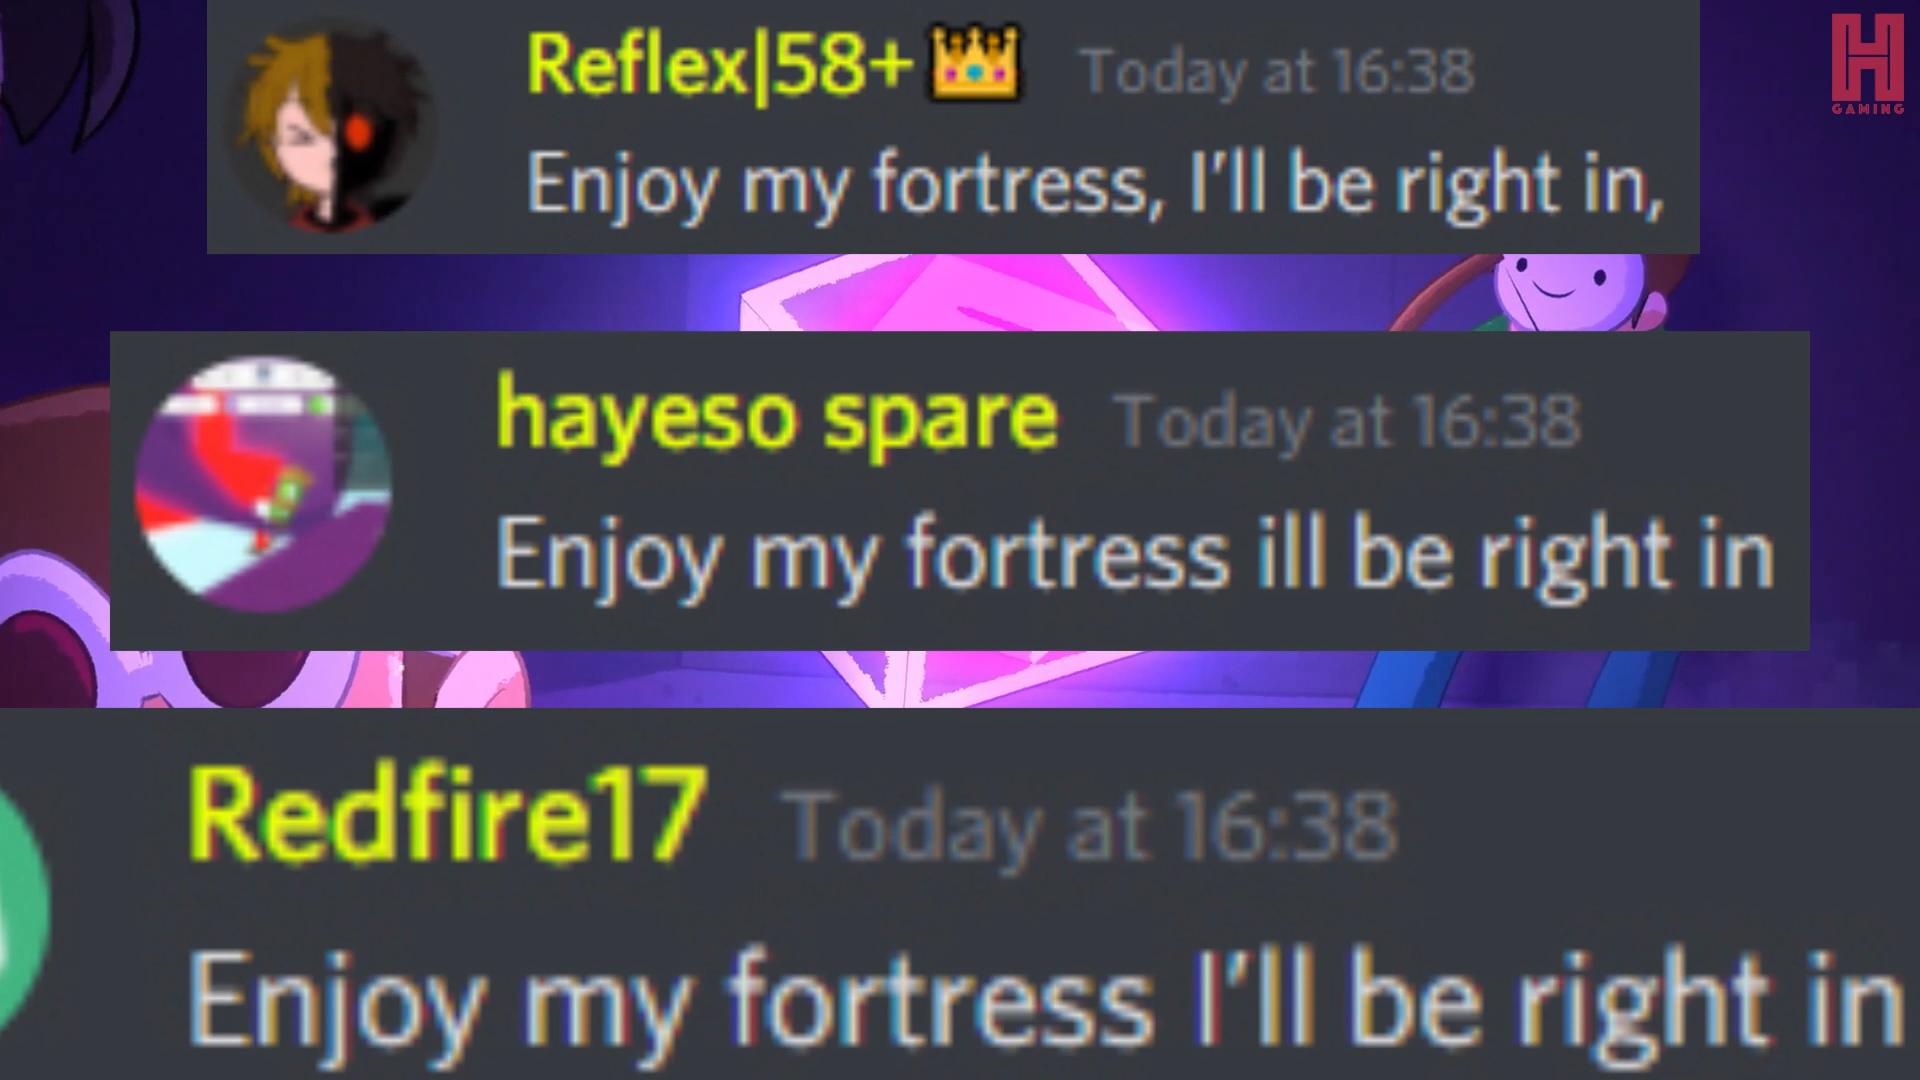 Reflex|58+👑 Today at 16:38
Enjoy my fortress, I'll be right in,
H
GAMING
hayeso spare Today at 16:38
Enjoy my fortress ill be right in
Redfire17 Today at 16:38
Enjoy my fortress I'll be right in